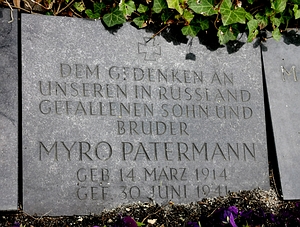 DEM GEDENKEN AN
UNSEREN IN RUSSLAND
GEFALLENEN SOHN UND
BRUDER
MYRO PATERMANN
GEB 14 MÄRZ 1914
GEF. 30 JUNI 1941